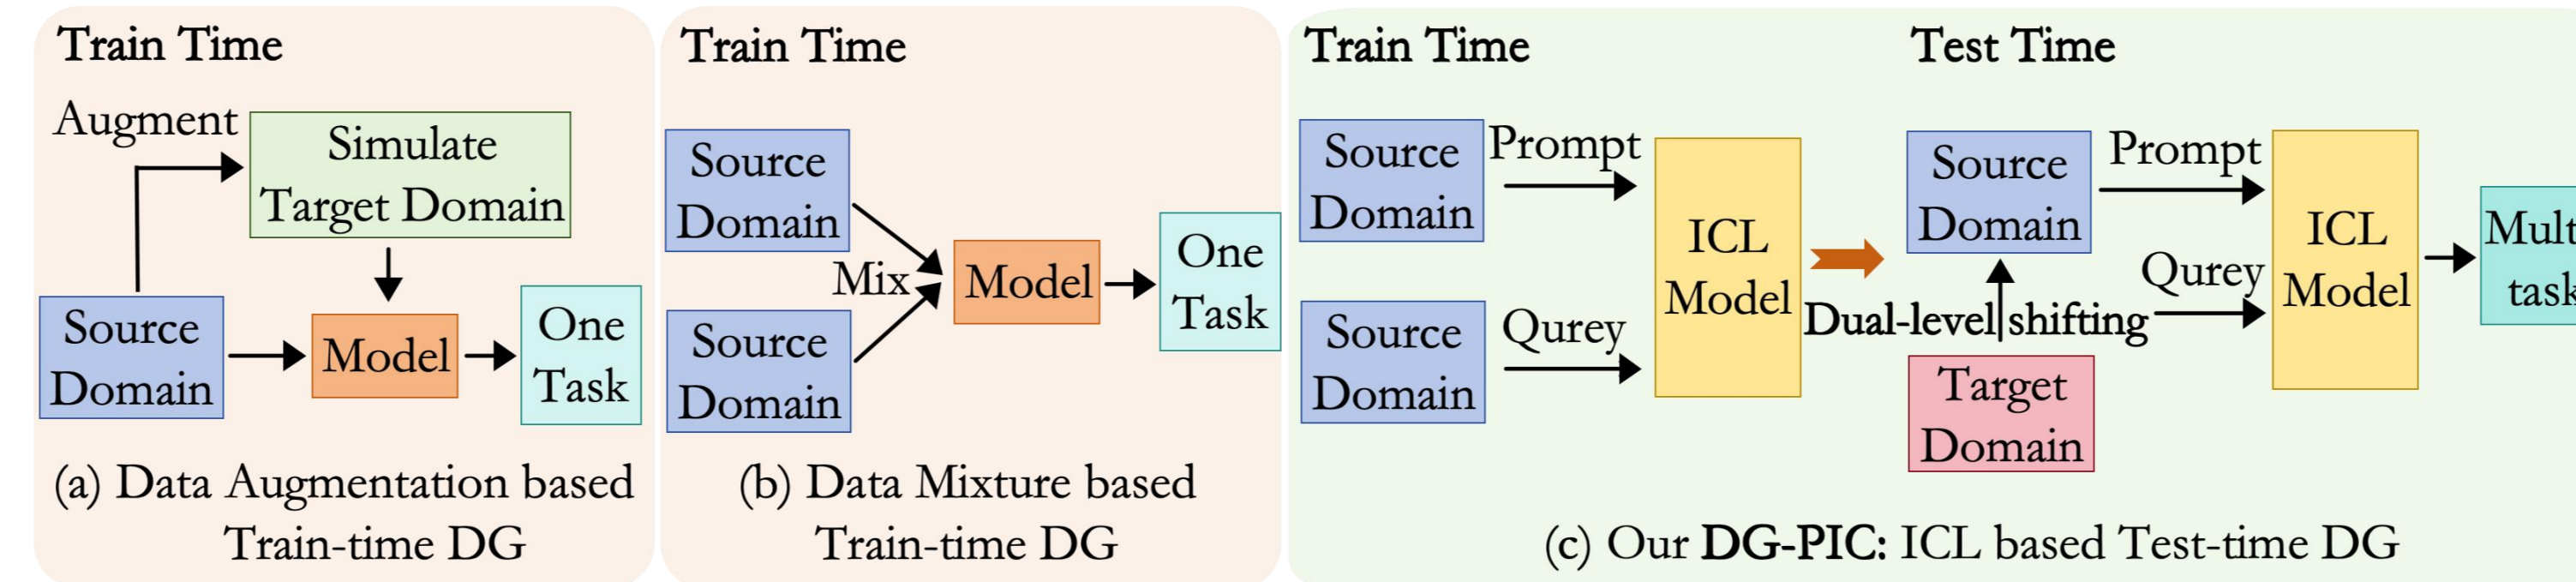 Train Time
Augment
Simulate
Target Domain
Source
Domain
Model
One
Task
(a) Data Augmentation based
Train-time DG
Train Time
Source
Domain
Mix
Source
Domain
Model
One
Task
(b) Data Mixture based
Train-time DG
Train Time
Source
Domain
Prompt
Source
Domain
Qurey
ICL
Model
Test Time
Source
Domain
Prompt
Dual-level shifting
Qurey
Target
Domain
ICL
Model
Mult
task
(c) Our DG-PIC: ICL based Test-time DG